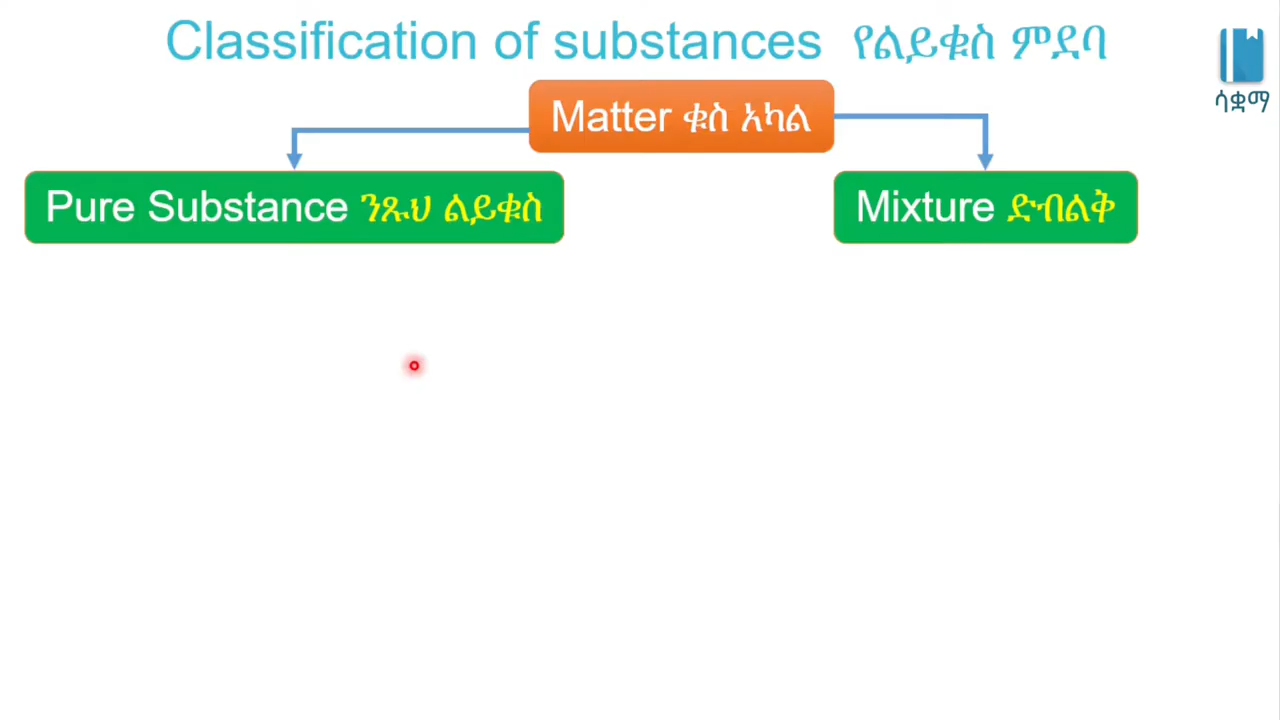 Classification of substances የልይቁስ ምደባ
ሳቋማ
Matter ቁስ አካል
Pure Substance ንጹህ ልይቁስ
Mixture ድብልቅ